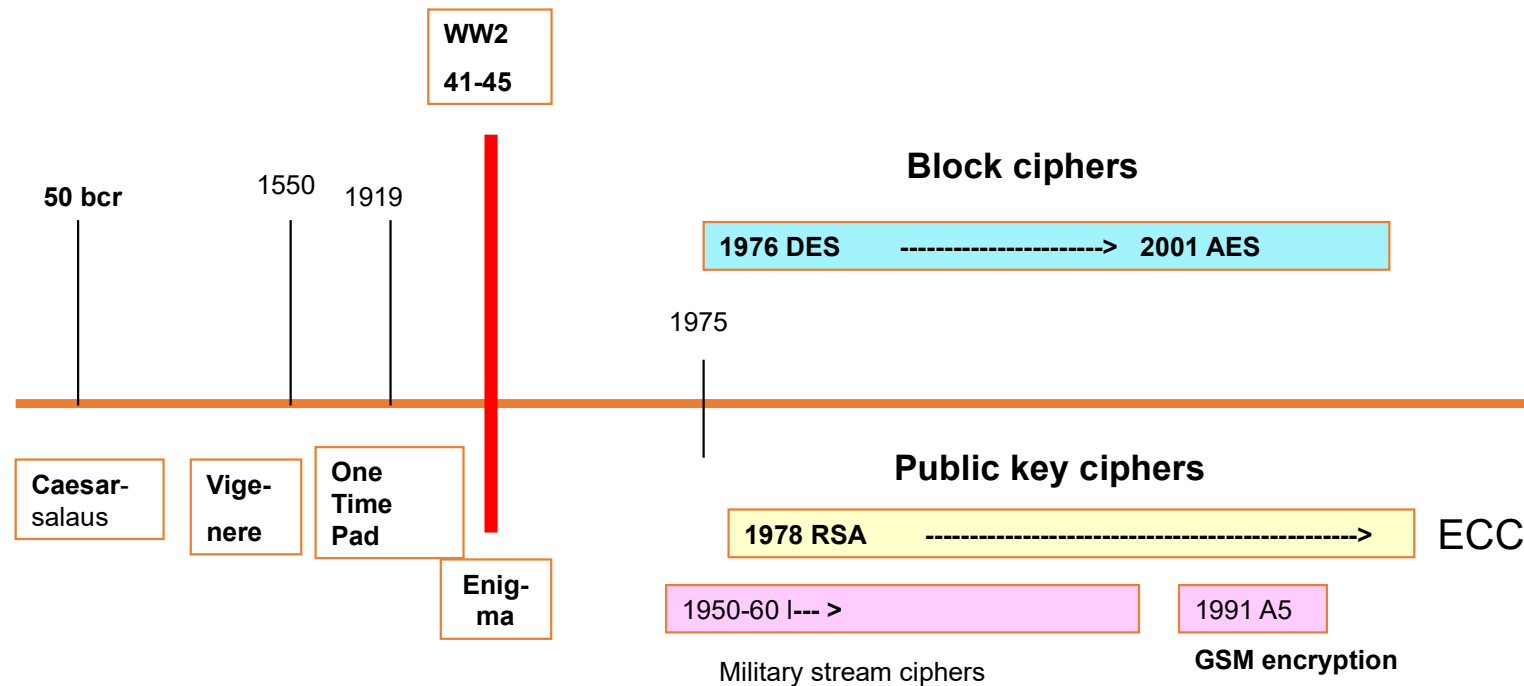 WW2
41-45
50 bcr
1550
1919
Block ciphers
1976 DES -----------------------> 2001 AES
1975
Caesar-
salaus
Vige-
nere
One
Time
Pad
Enig-
ma
Public key ciphers
1978 RSA ------------------------------------------------->
ECC
1950-60 l--- >
1991 A5
Military stream ciphers
GSM encryption